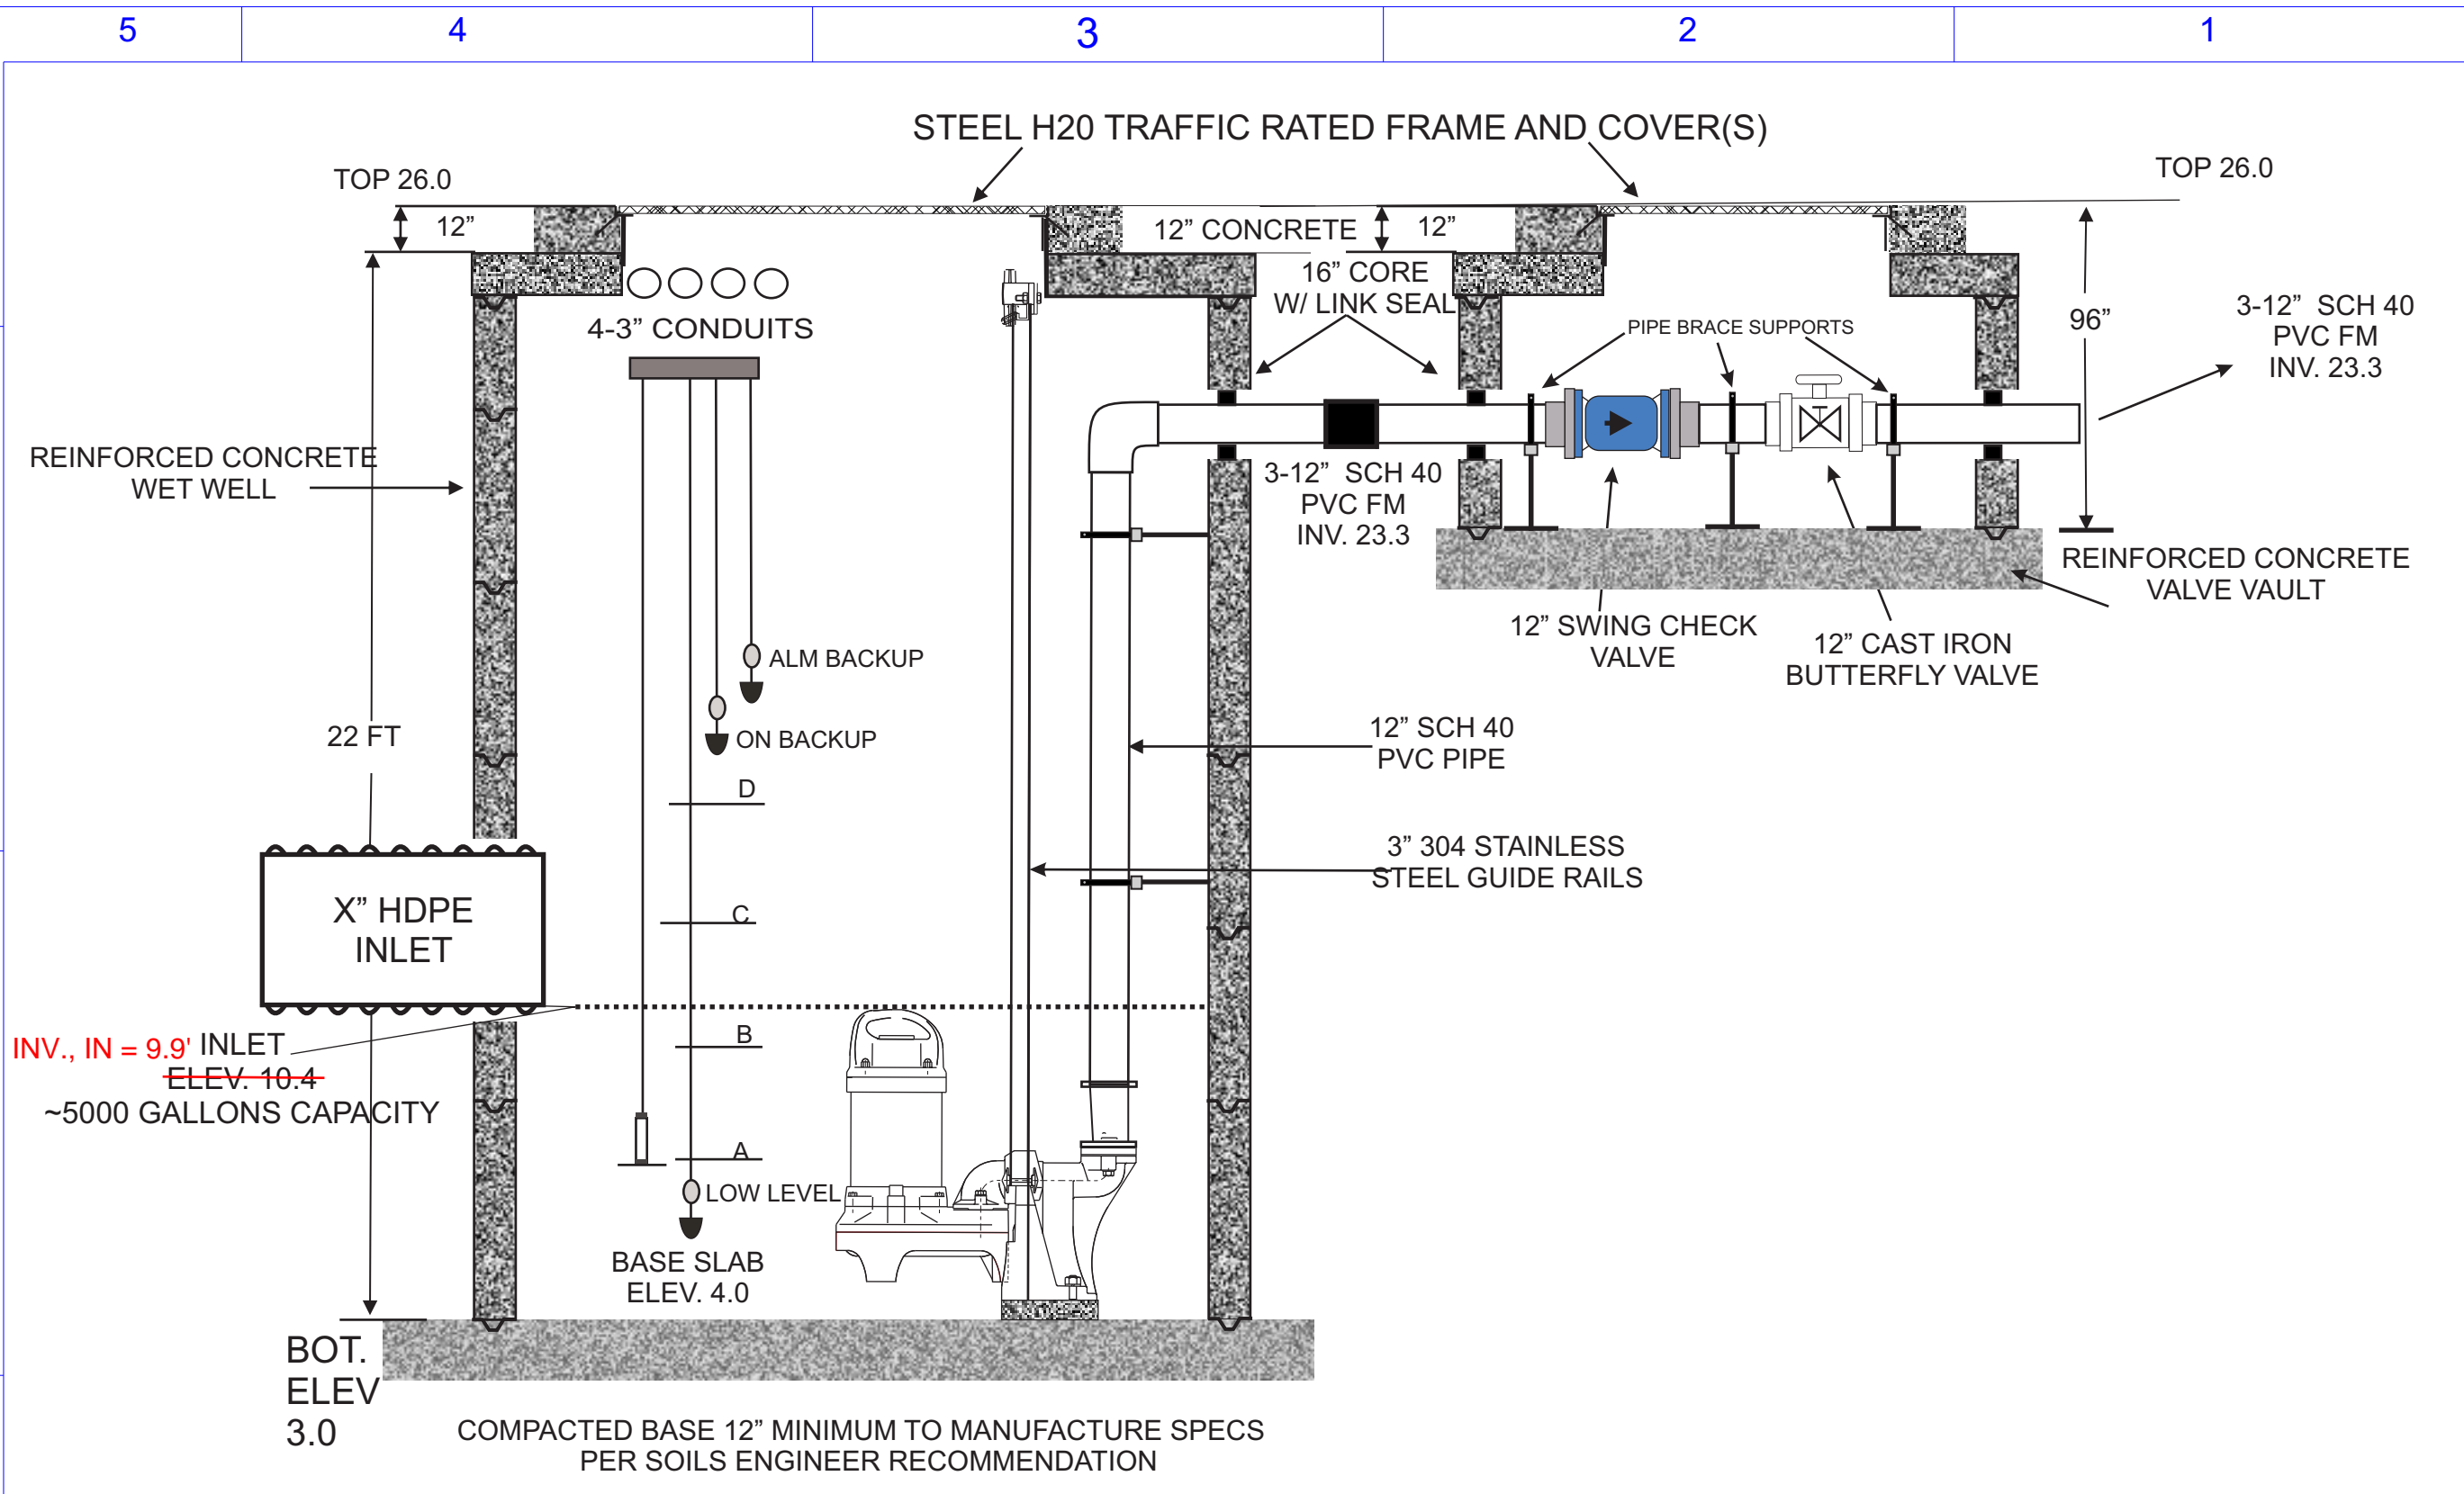 5
4
3
2
1
STEEL H20 TRAFFIC RATED FRAME AND COVER(S)
TOP 26.0
TOP 26.0
12”
12” CONCRETE
12”
16” CORE
W/ LINK SEAL
4-3” CONDUITS
PIPE BRACE SUPPORTS
96”
3-12” SCH 40
PVC FM
INV. 23.3
REINFORCED CONCRETE
WET WELL
3-12” SCH 40
PVC FM
INV. 23.3
REINFORCED CONCRETE
VALVE VAULT
12” SWING CHECK
VALVE
12” CAST IRON
BUTTERFLY VALVE
ALM BACKUP
ON BACKUP
22 FT
12” SCH 40
PVC PIPE
D
3” 304 STAINLESS
STEEL GUIDE RAILS
X” HDPE
INLET
C
B
INV., IN = 9.9' INLET
ELEV. 10.4
~5000 GALLONS CAPACITY
A
LOW LEVEL
BASE SLAB
ELEV. 4.0
BOT.
ELEV
3.0
COMPACTED BASE 12” MINIMUM TO MANUFACTURE SPECS
PER SOILS ENGINEER RECOMMENDATION